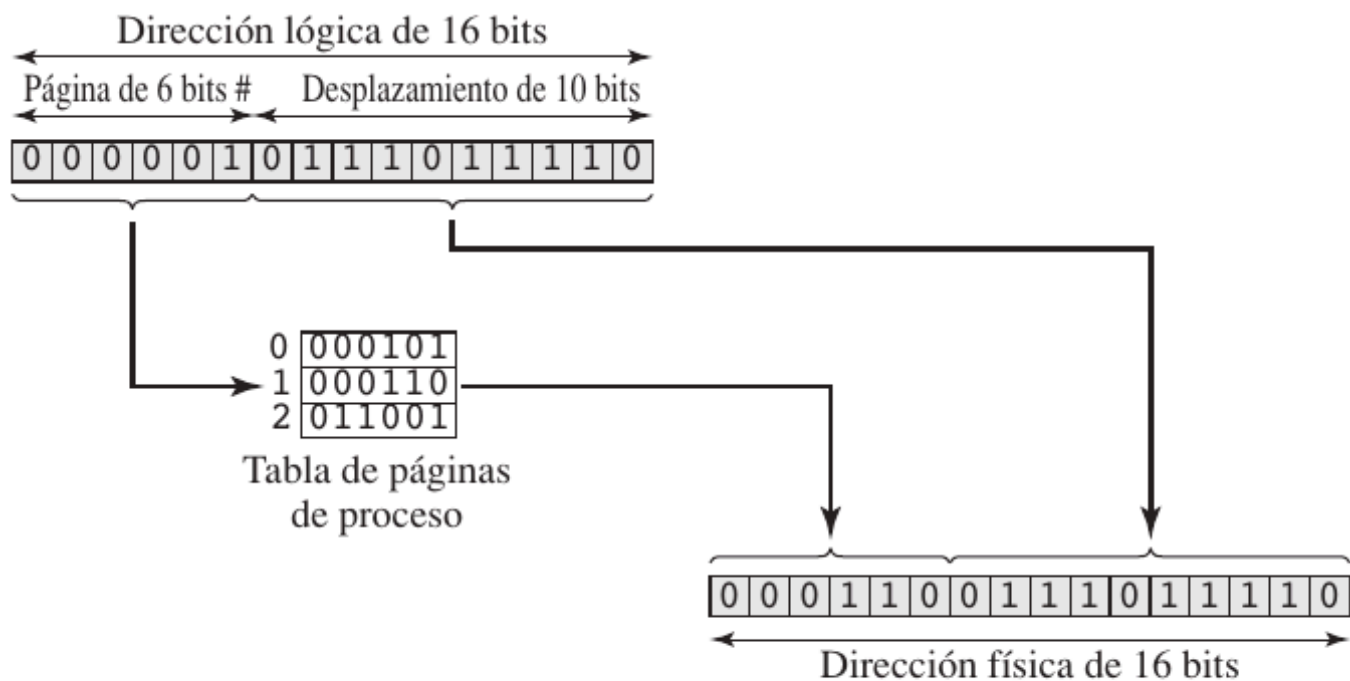 Dirección lógica de 16 bits
Página de 6 bits # Desplazamiento de 10 bits
0 0 0 0 0 1 0 1 1 1 0 1 1 1 1 0
0 000101
1 000110
2 011001
Tabla de páginas
de proceso
0 0 0 1 1 0 0 1 1 1 0 1 1 1 1 0
Dirección física de 16 bits